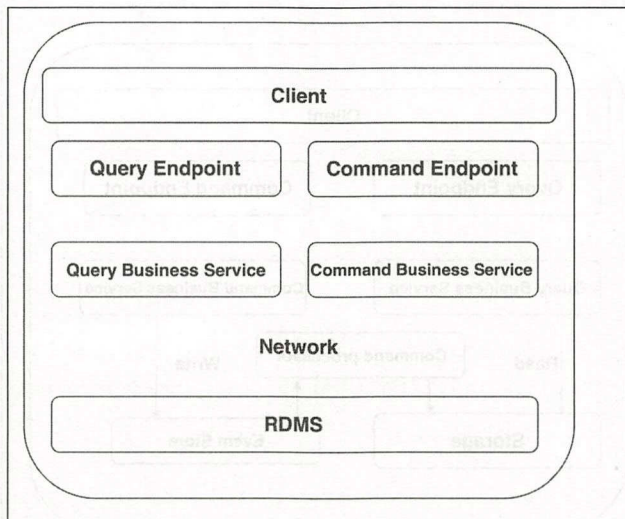 Client
Query Endpoint
Command Endpoint
Query Business Service
Command Business Service
Network
RDMS